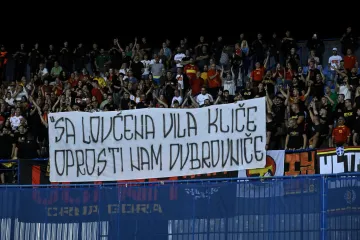 "SA LOVĆENA VILA KLIČE
OPROSTI NAM DUBROVNIČE
CRNA GORA